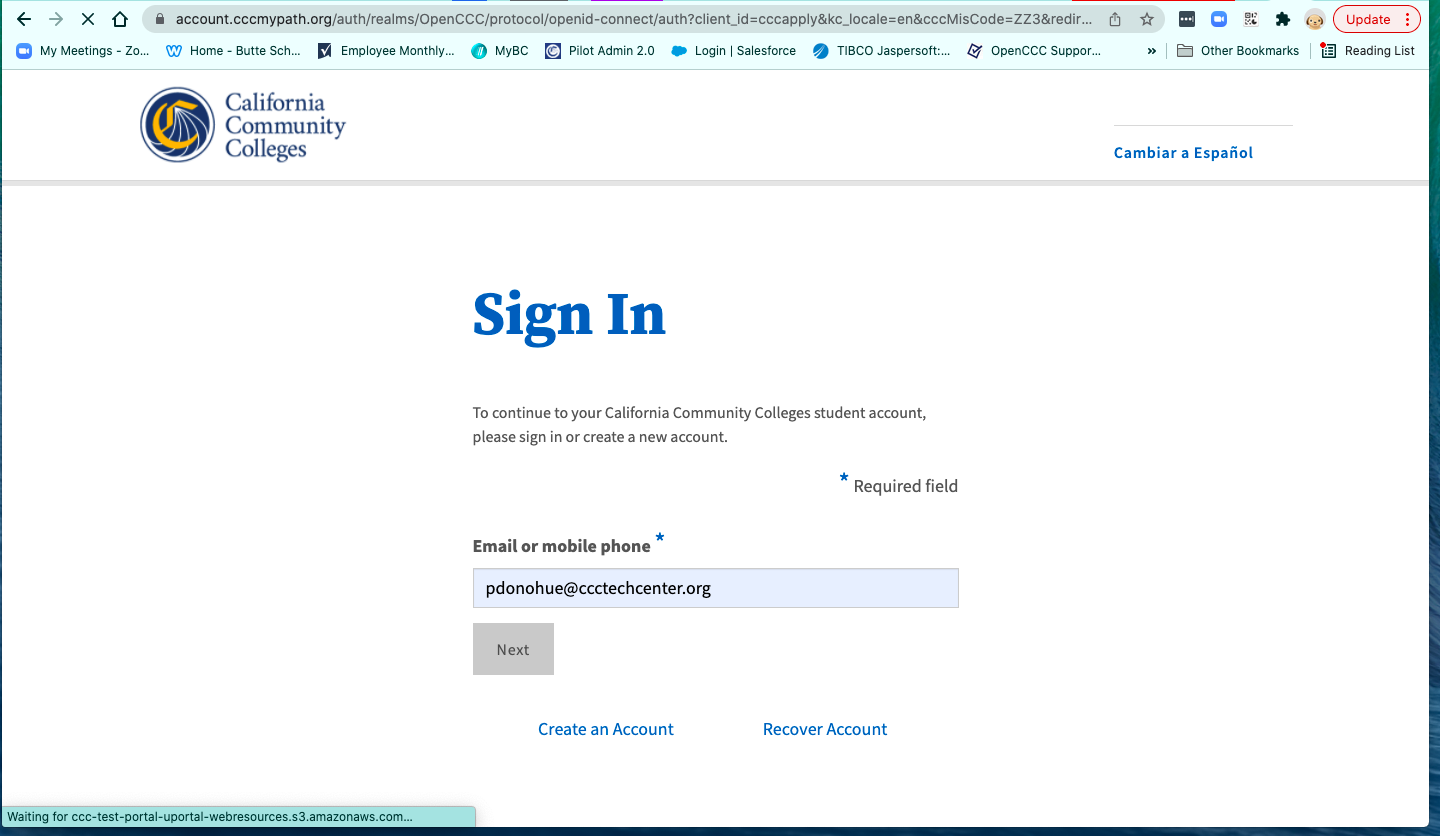 account.cccmypath.org/auth/realms/OpenCCC/protocol/openid-connect/auth?client_id=cccapply&kc_locale=en&cccMisCode=ZZ3&redir...
Update
My Meetings - Zo...
Home - Butte Sch...
Employee Monthly...
MyBC
Pilot Admin 2.0
Login | Salesforce
TIBCO Jaspersoft:...
OpenCCC Suppor...
»
Other Bookmarks
Reading List
California
Community
Colleges
Cambiar a Español
Sign In
To continue to your California Community Colleges student account,
please sign in or create a new account.
* Required field
Email or mobile phone *
pdonohue@ccctechcenter.org
Next
Create an Account
Recover Account
Waiting for ccc-test-portal-uportal-webresources.s3.amazonaws.com...